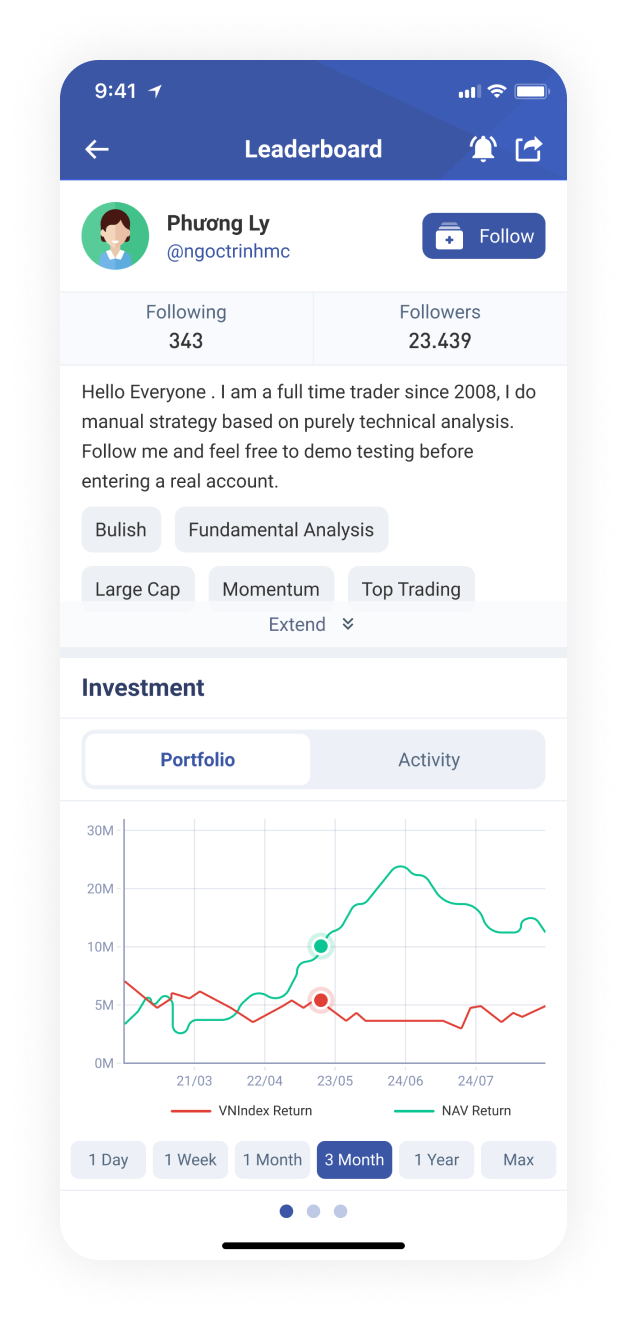 9:41
Leaderboard
Phương Ly
@ngoctrinhmc
Follow
Following
Followers
343
23.439
Hello Everyone . I am a full time trader since 2008, I do
manual strategy based on purely technical analysis.
Follow me and feel free to demo testing before
entering a real account.
Bulish
Fundamental Analysis
Large Cap
Momentum
Top Trading
Extend
Investment
Portfolio
Activity
30M
20M
10M
5M
0M
21/03
22/04
23/05
24/06
24/07
VNIndex Return
NAV Return
1 Day
1 Week
1 Month
3 Month
1 Year
Max